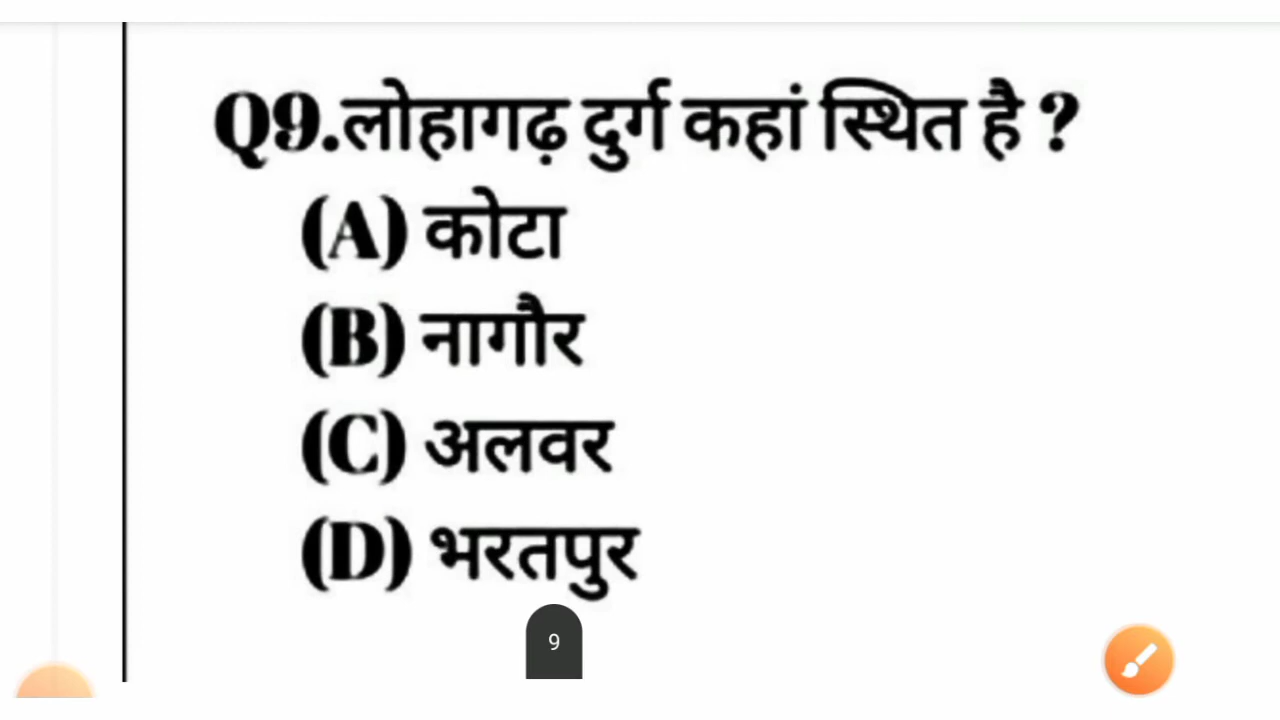 Q9.लोहागढ़ दुर्ग कहां स्थित है ?
(A) कोटा
(B) नागौर
(C) अलवर
(D) भरतपुर
9